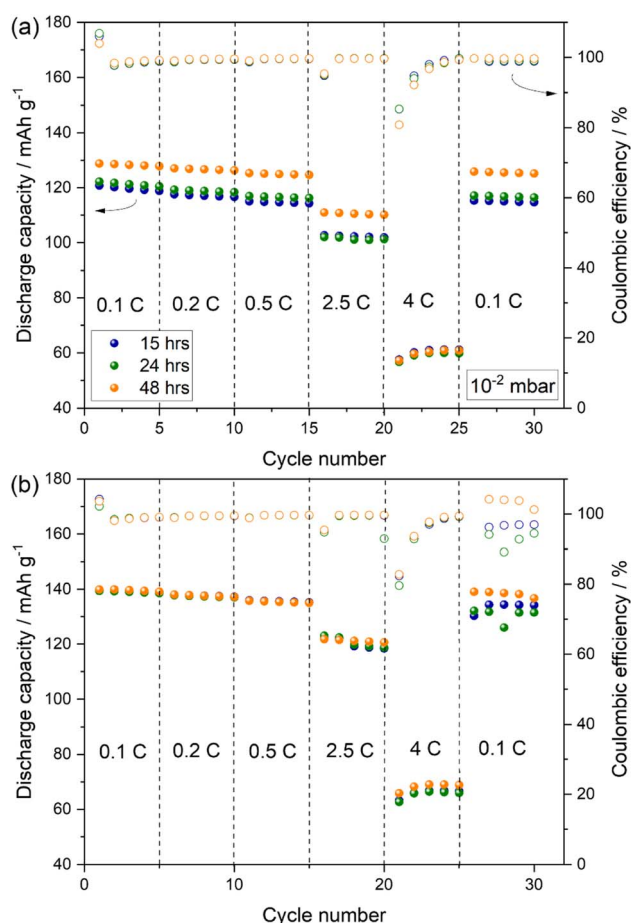 (a)
180
160
140
120
100
80
60
40
Discharge capacity / mAh g⁻¹
100
80
60
40
20
0
Coulombic efficiency / %
0.1 C 0.2 C 0.5 C 2.5 C 4 C 0.1 C
15 hrs
24 hrs
48 hrs
10⁻² mbar
0 5 10 15 20 25 30
Cycle number
(b)
180
160
140
120
100
80
60
40
Discharge capacity / mAh g⁻¹
100
80
60
40
20
0
Coulombic efficiency / %
0.1 C 0.2 C 0.5 C 2.5 C 4 C 0.1 C
0 5 10 15 20 25 30
Cycle number